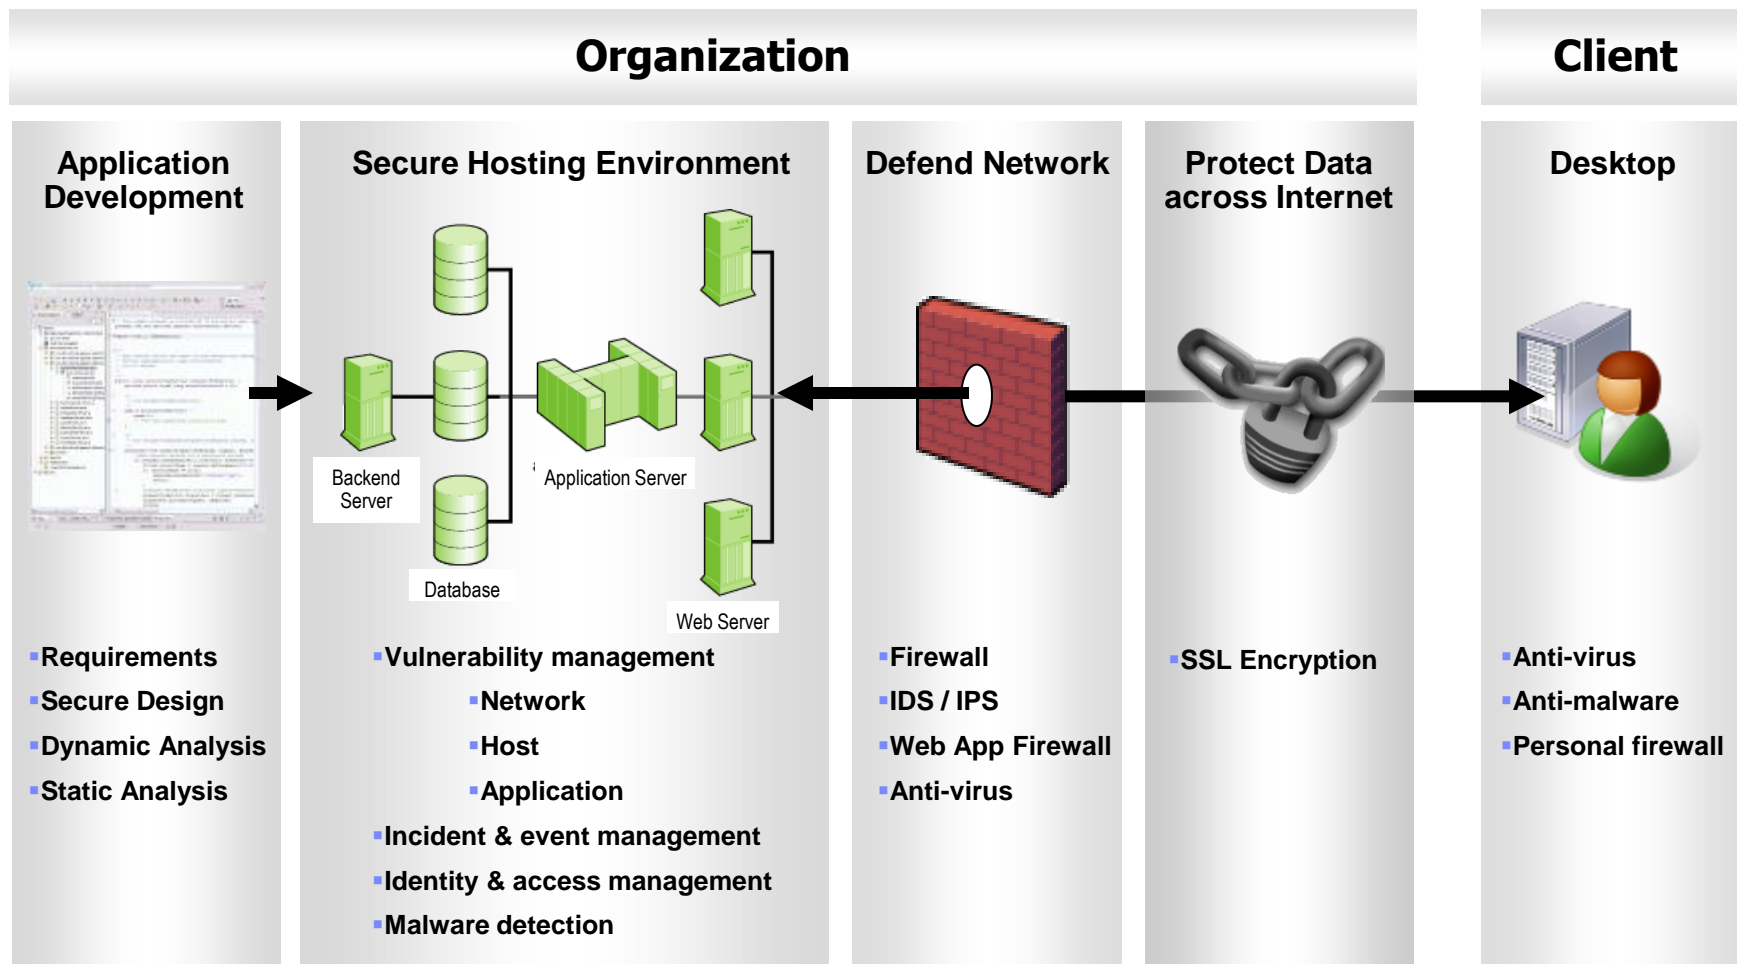 Organization
Client
Application
Development
Secure Hosting Environment
Defend Network
Protect Data
across Internet
Desktop
Backend
Server
Application Server
Database
Web Server
▪Requirements
▪Secure Design
▪Dynamic Analysis
▪Static Analysis
▪Vulnerability management
▪Network
▪Host
▪Application
▪Incident & event management
▪Identity & access management
▪Malware detection
▪Firewall
▪IDS / IPS
▪Web App Firewall
▪Anti-virus
▪SSL Encryption
▪Anti-virus
▪Anti-malware
▪Personal firewall